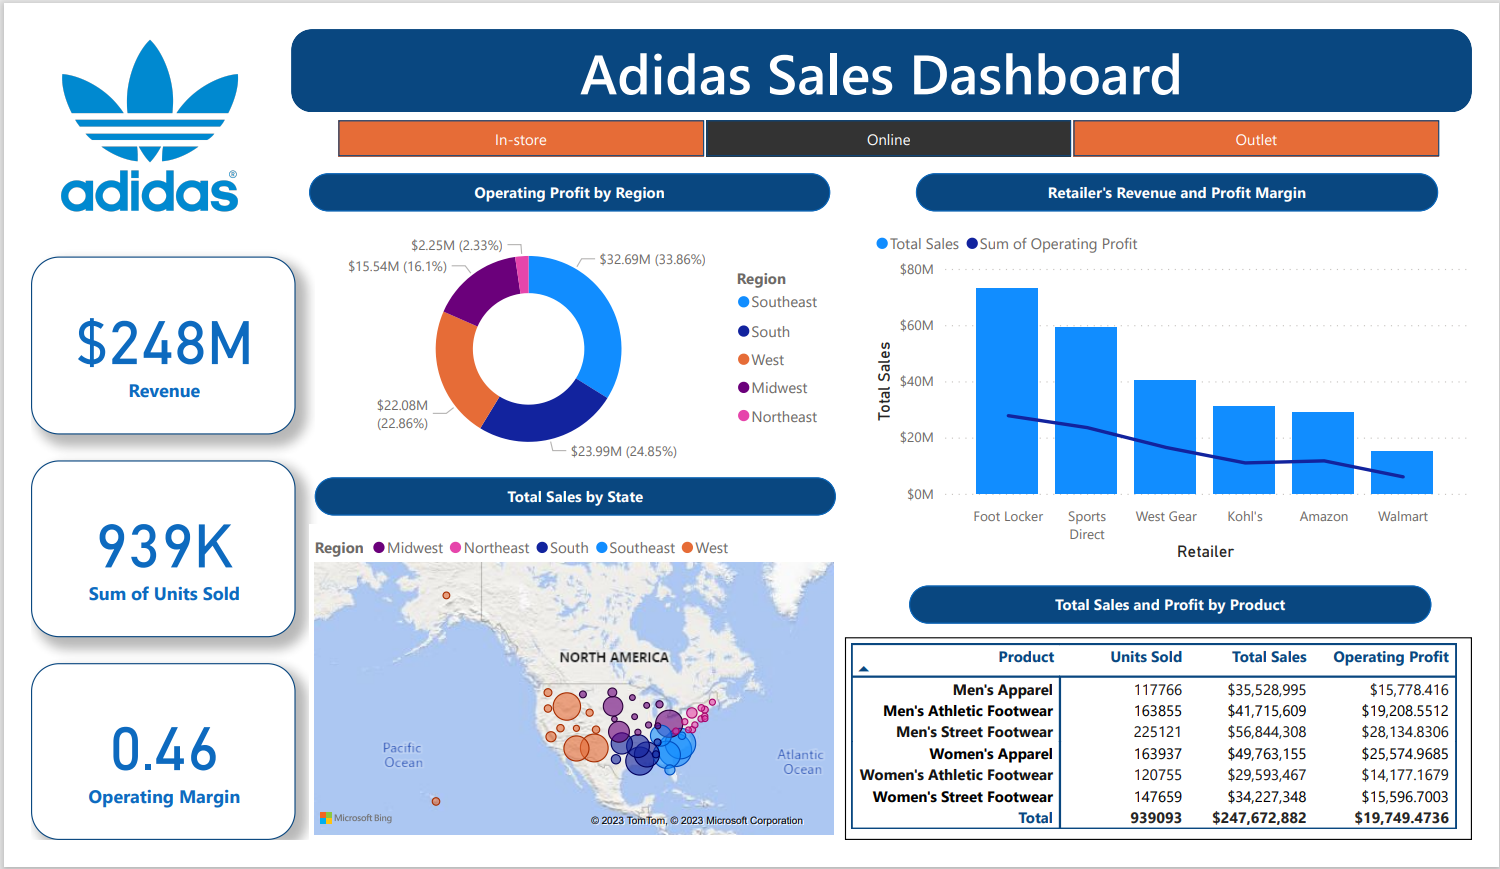 Adidas Sales Dashboard
adidas®
In-store
Online
Outlet
Operating Profit by Region
Retailer's Revenue and Profit Margin
$248M
Revenue
939K
Sum of Units Sold
0.46
Operating Margin
$2.25M (2.33%)
$15.54M (16.1%)
$32.69M (33.86%)
$22.08M
(22.86%)
$23.99M (24.85%)
Region
Southeast
South
West
Midwest
Northeast
Total Sales Sum of Operating Profit
Total Sales
$80M
$60M
$40M
$20M
$0M
Foot Locker
Sports
Direct
West Gear
Kohl's
Amazon
Walmart
Retailer
Total Sales by State
Region Midwest Northeast South Southeast West
NORTH AMERICA
Pacific
Ocean
Atlantic
Ocean
Microsoft Bing
© 2023 TomTom, © 2023 Microsoft Corporation
Total Sales and Profit by Product
Product Units Sold Total Sales Operating Profit
Men's Apparel 117766 $35,528,995 $15,778.416
Men's Athletic Footwear 163855 $41,715,609 $19,208.5512
Men's Street Footwear 225121 $56,844,308 $28,134.8306
Women's Apparel 163937 $49,763,155 $25,574.9685
Women's Athletic Footwear 120755 $29,593,467 $14,177.1679
Women's Street Footwear 147659 $34,227,348 $15,596.7003
Total 939093 $247,672,882 $19,749.4736